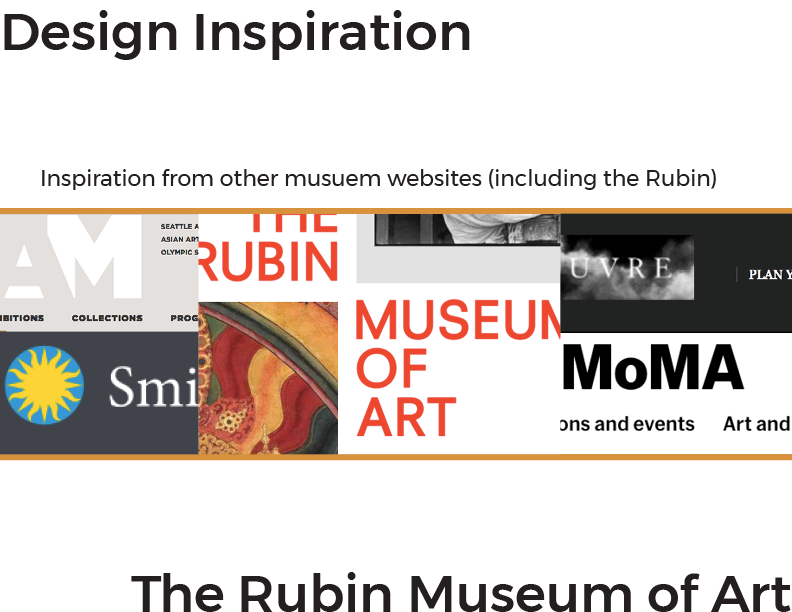 Design Inspiration
Inspiration from other musuem websites (including the Rubin)
AM
SEATTLE A
ASIAN ART
OLYMPIC S
IBITIONS COLLECTIONS PROG
Smi
THE
RUBIN
MUSEUM
OF
ART
UVRE
PLAN Y
MoMA
ons and events Art and
The Rubin Museum of Art